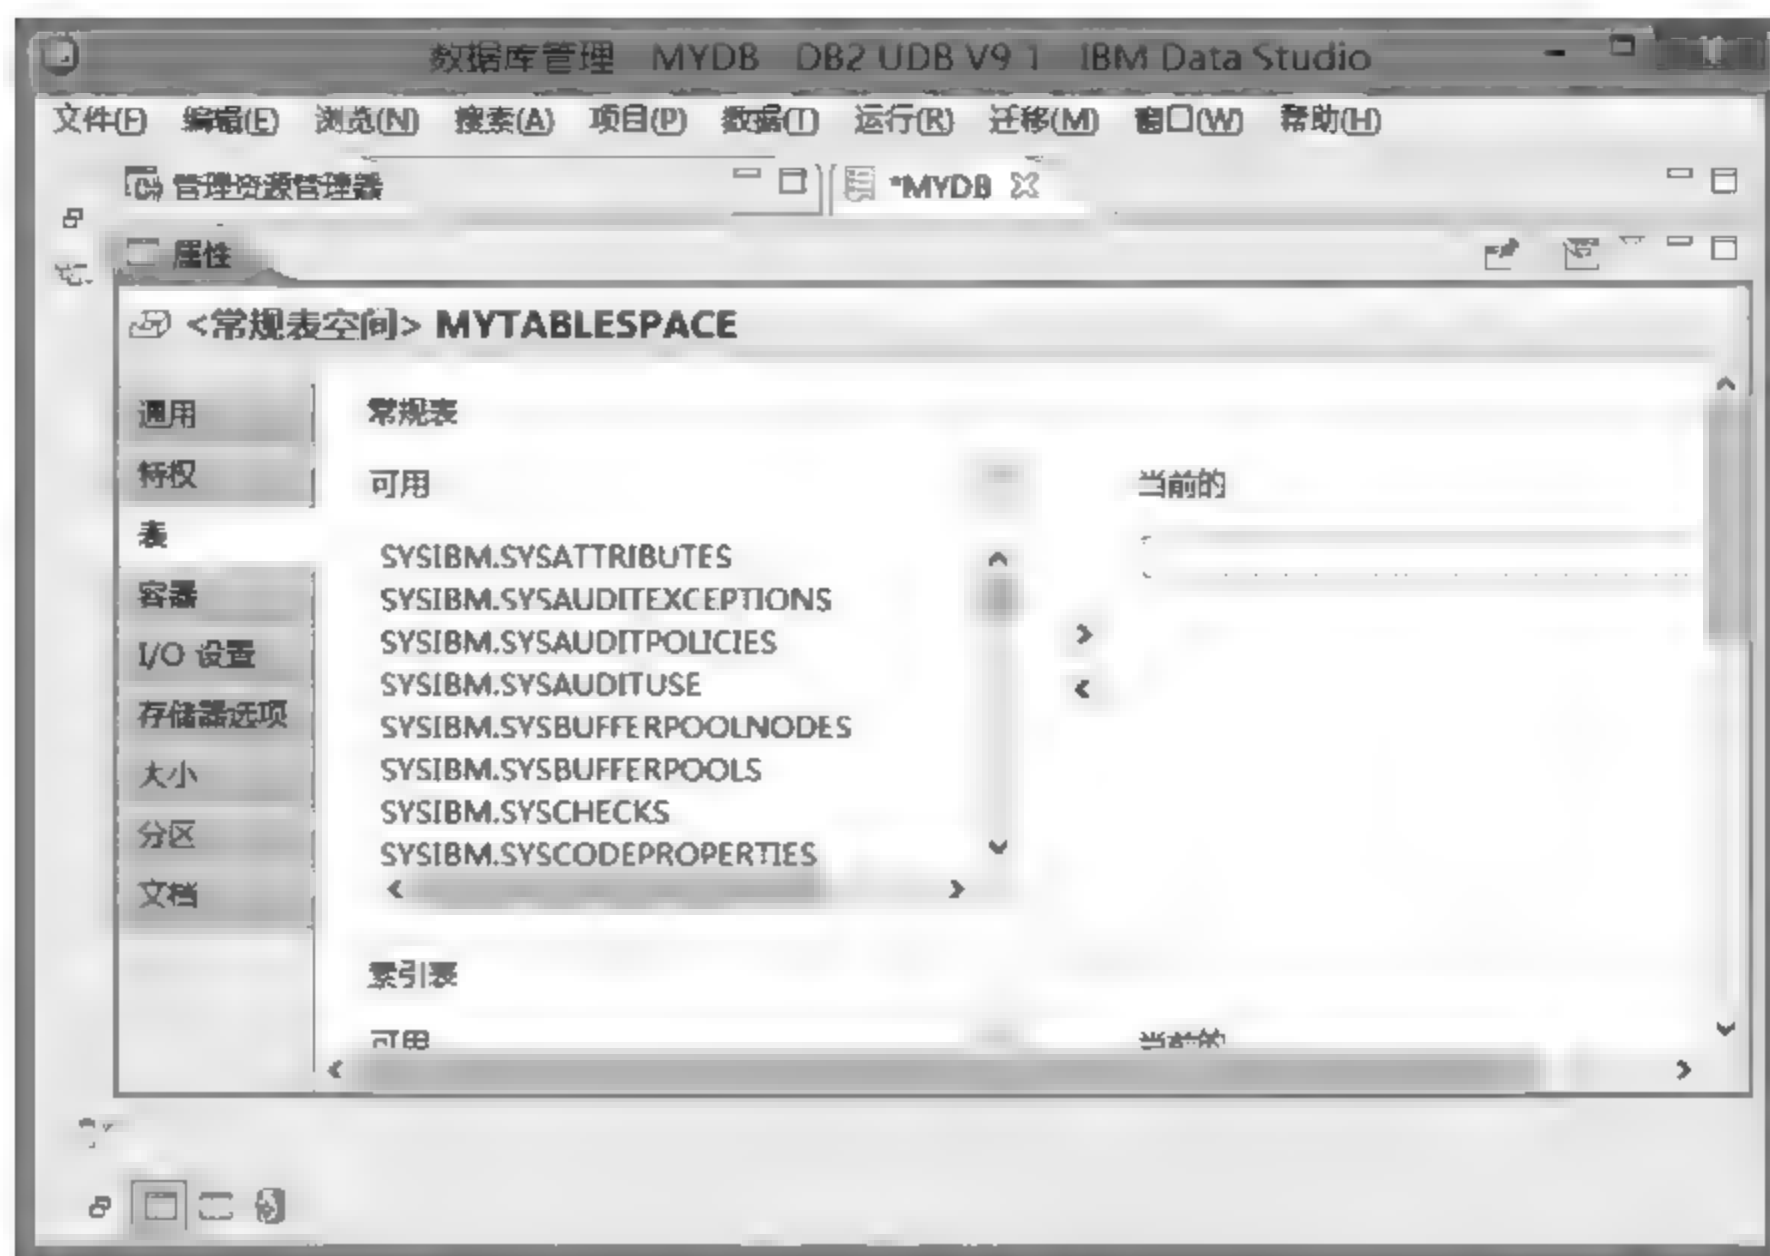 数据库管理 MYDB DB2 UDB V9 1 IBM Data Studio
文件(F) 编辑(E) 浏览(N) 搜索(A) 项目(P) 数据(T) 运行(R) 迁移(M) 窗口(W) 帮助(H)
管理资源管理器 *MYDB
属性
<常规表空间> MYTABLESPACE
通用
特权
表
容器
I/O 设置
存储器选项
大小
分区
文档
常规表
可用
当前的
SYSIBM.SYSATTRIBUTES
SYSIBM.SYSAUDITEXCEPTIONS
SYSIBM.SYSAUDITPOLICIES
SYSIBM.SYSAUDITUSE
SYSIBM.SYSBUFFERPOOLNODES
SYSIBM.SYSBUFFERPOOLS
SYSIBM.SYSCHECKS
SYSIBM.SYSCODEPROPERTIES
索引表
可用
当前的